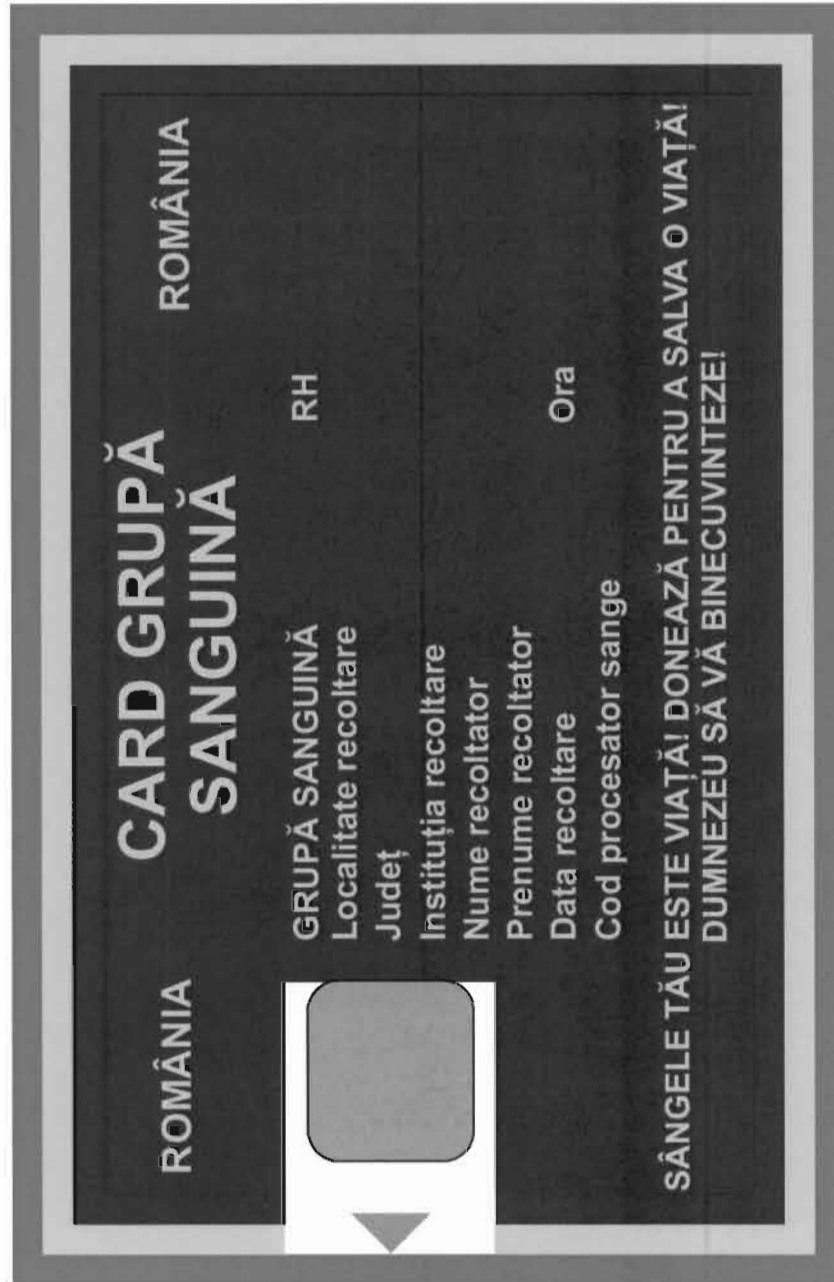 ROMÂNIA
CARD GRUPĂ
SANGUINĂ
ROMÂNIA
GRUPĂ SANGUINĂ RH
Localitate recoltare
Județ
Instituția recoltare
Nume recoltator
Prenume recoltator
Data recoltare Ora
Cod procesator sange
SÂNGELE TĂU ESTE VIAȚĂ! DONEAZĂ PENTRU A SALVA O VIAȚĂ!
DUMNEZEU SĂ VĂ BINECUVINTEZE!